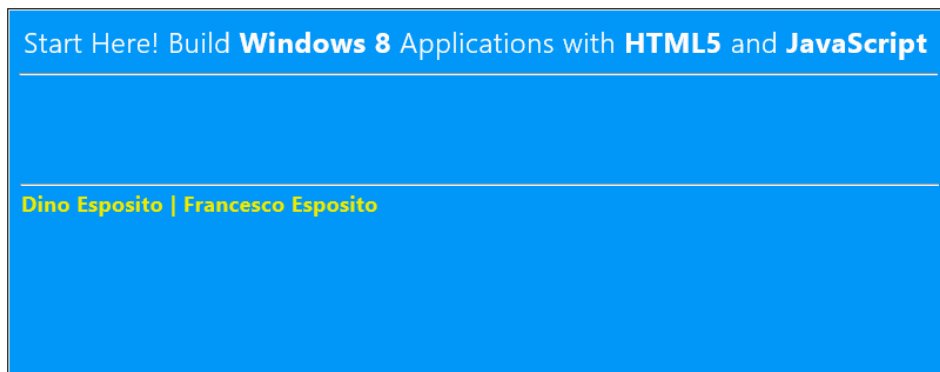 Start Here! Build Windows 8 Applications with HTML5 and JavaScript
Dino Esposito | Francesco Esposito